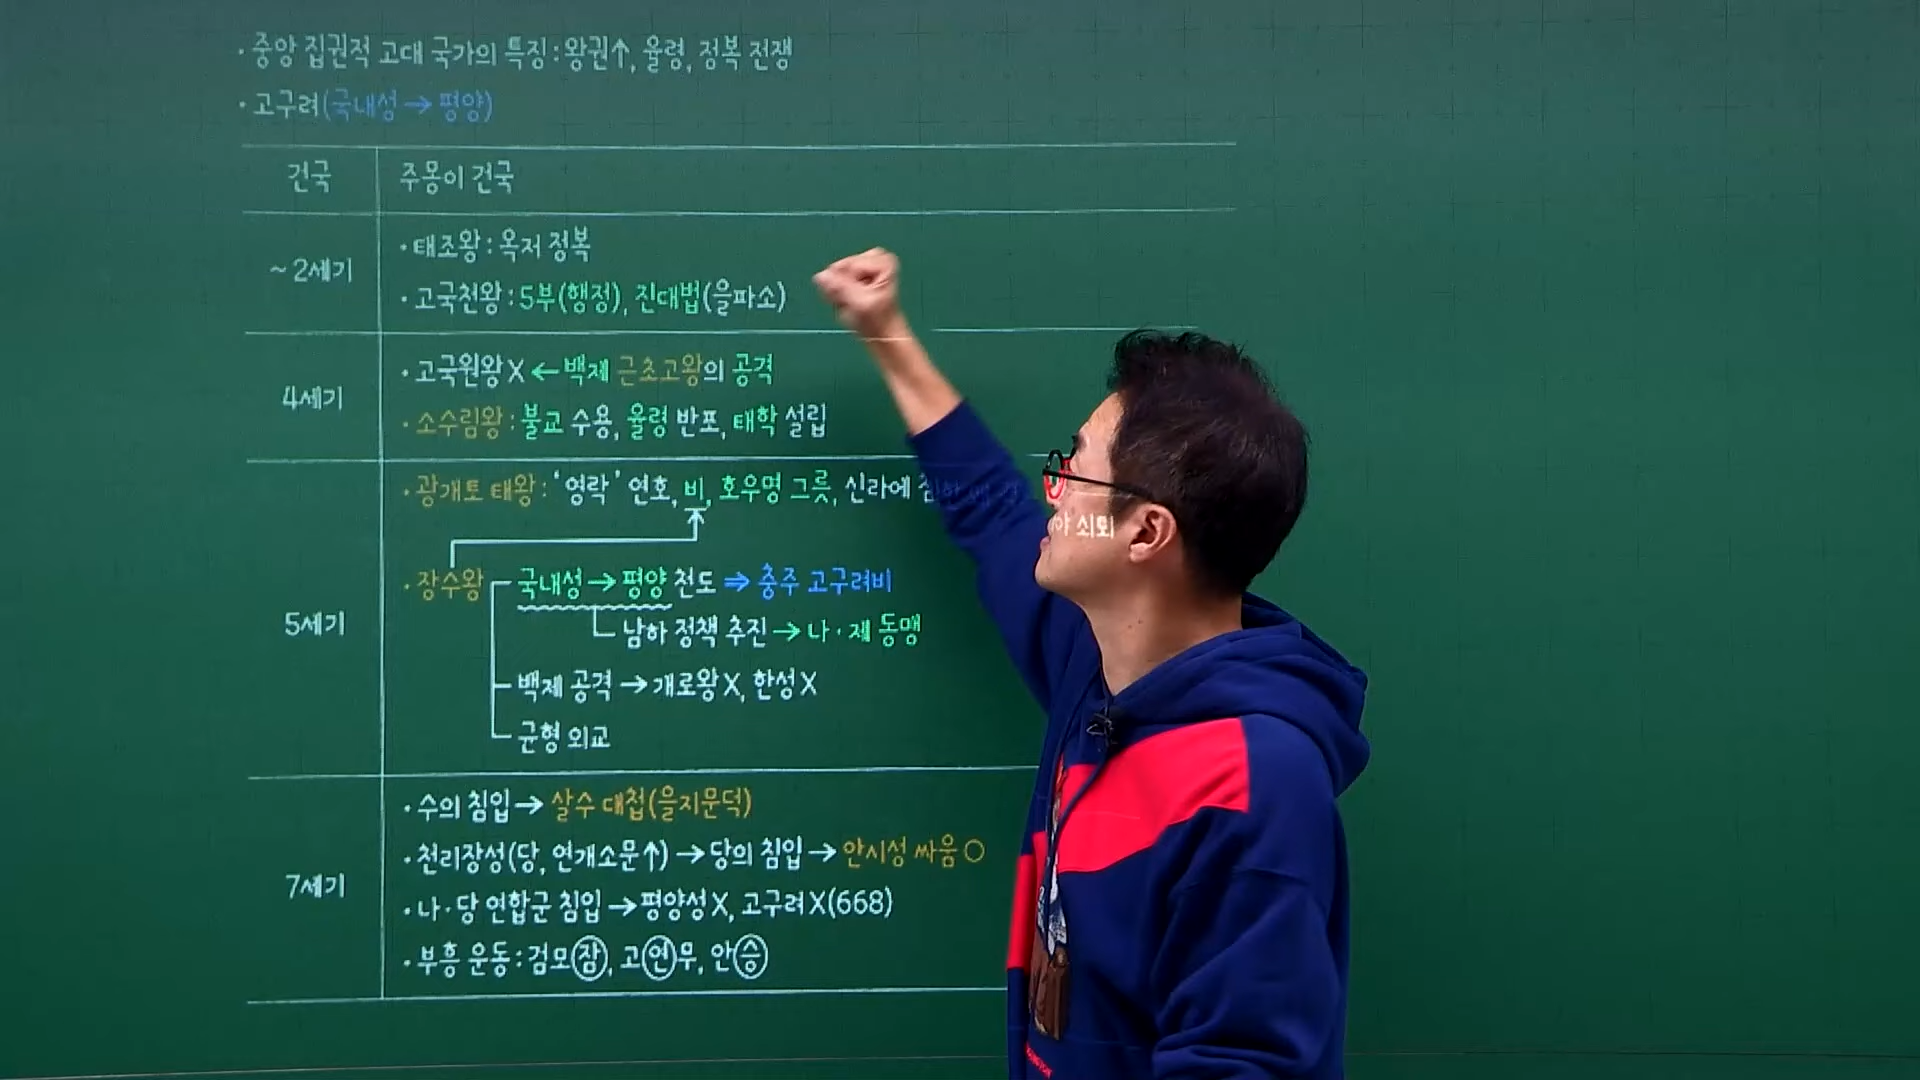 · 중앙 집권적 고대 국가의 특징 : 왕권↑, 율령, 정복 전쟁
· 고구려(국내성 → 평양)
건국 주몽이 건국
~2세기
· 태조왕 : 옥저 정복
· 고국천왕 : 5부(행정), 진대법(을파소)
4세기
· 고국원왕X ← 백제 근초고왕의 공격
· 소수림왕 : 불교 수용, 율령 반포, 태학 설립
5세기
· 광개토 태왕 : '영락' 연호, 비, 호우명 그릇, 신라에
쇠퇴
· 장수왕 국내성 → 평양 천도 ⇒ 충주 고구려비
남하 정책 추진 → 나·제 동맹
백제 공격 → 개로왕X, 한성X
균형 외교
7세기
· 수의 침입 → 살수 대첩(을지문덕)
· 천리장성(당, 연개소문↑) → 당의 침입 → 안시성 싸움 ○
· 나·당 연합군 침입 → 평양성X, 고구려X(668)
· 부흥 운동 : 검모잠, 고연무, 안승